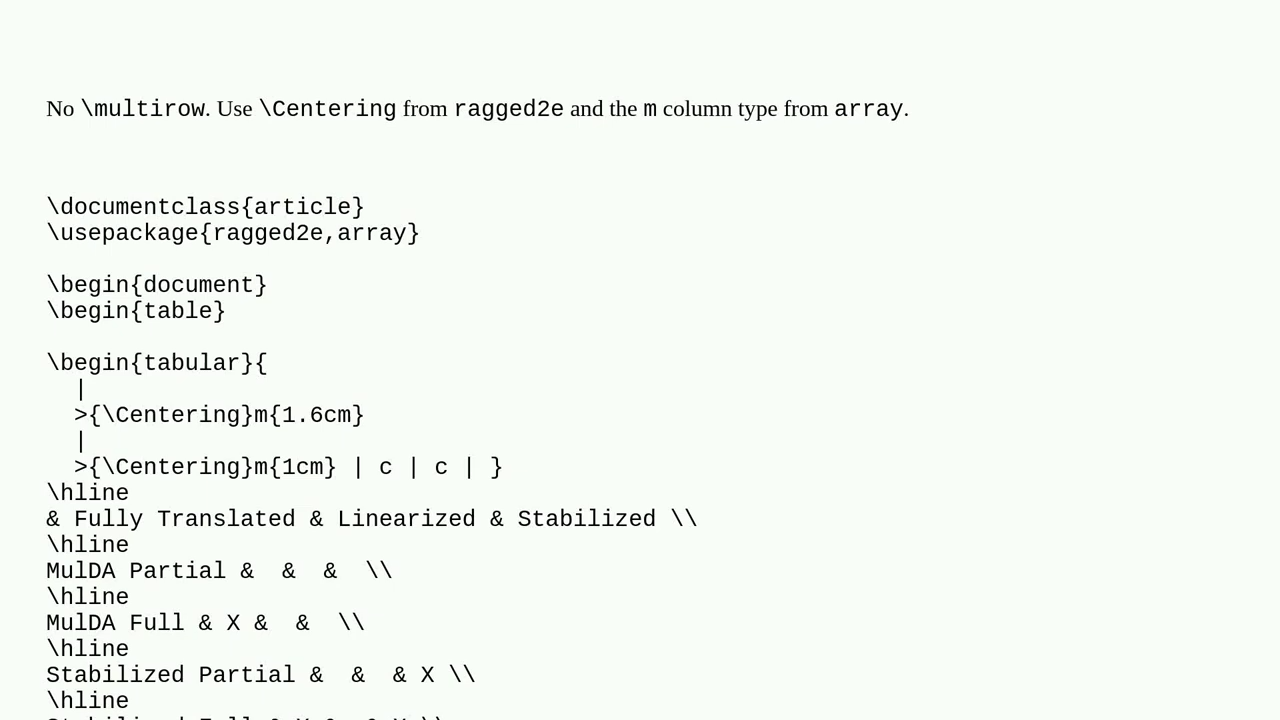 No \multirow. Use \Centering from ragged2e and the m column type from array.
\documentclass{article}
\usepackage{ragged2e,array}
\begin{document}
\begin{table}
\begin{tabular}{
  |
  >{\Centering}m{1.6cm}
  |
  >{\Centering}m{1cm} | c | c | }
\hline
& Fully Translated & Linearized & Stabilized \\
\hline
MulDA Partial &  &  &  \\
\hline
MulDA Full & X &  &  \\
\hline
Stabilized Partial &  &  & X \\
\hline
Stabilized Full & X &  & X \\